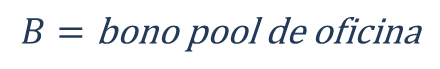 B = bono pool de oficina